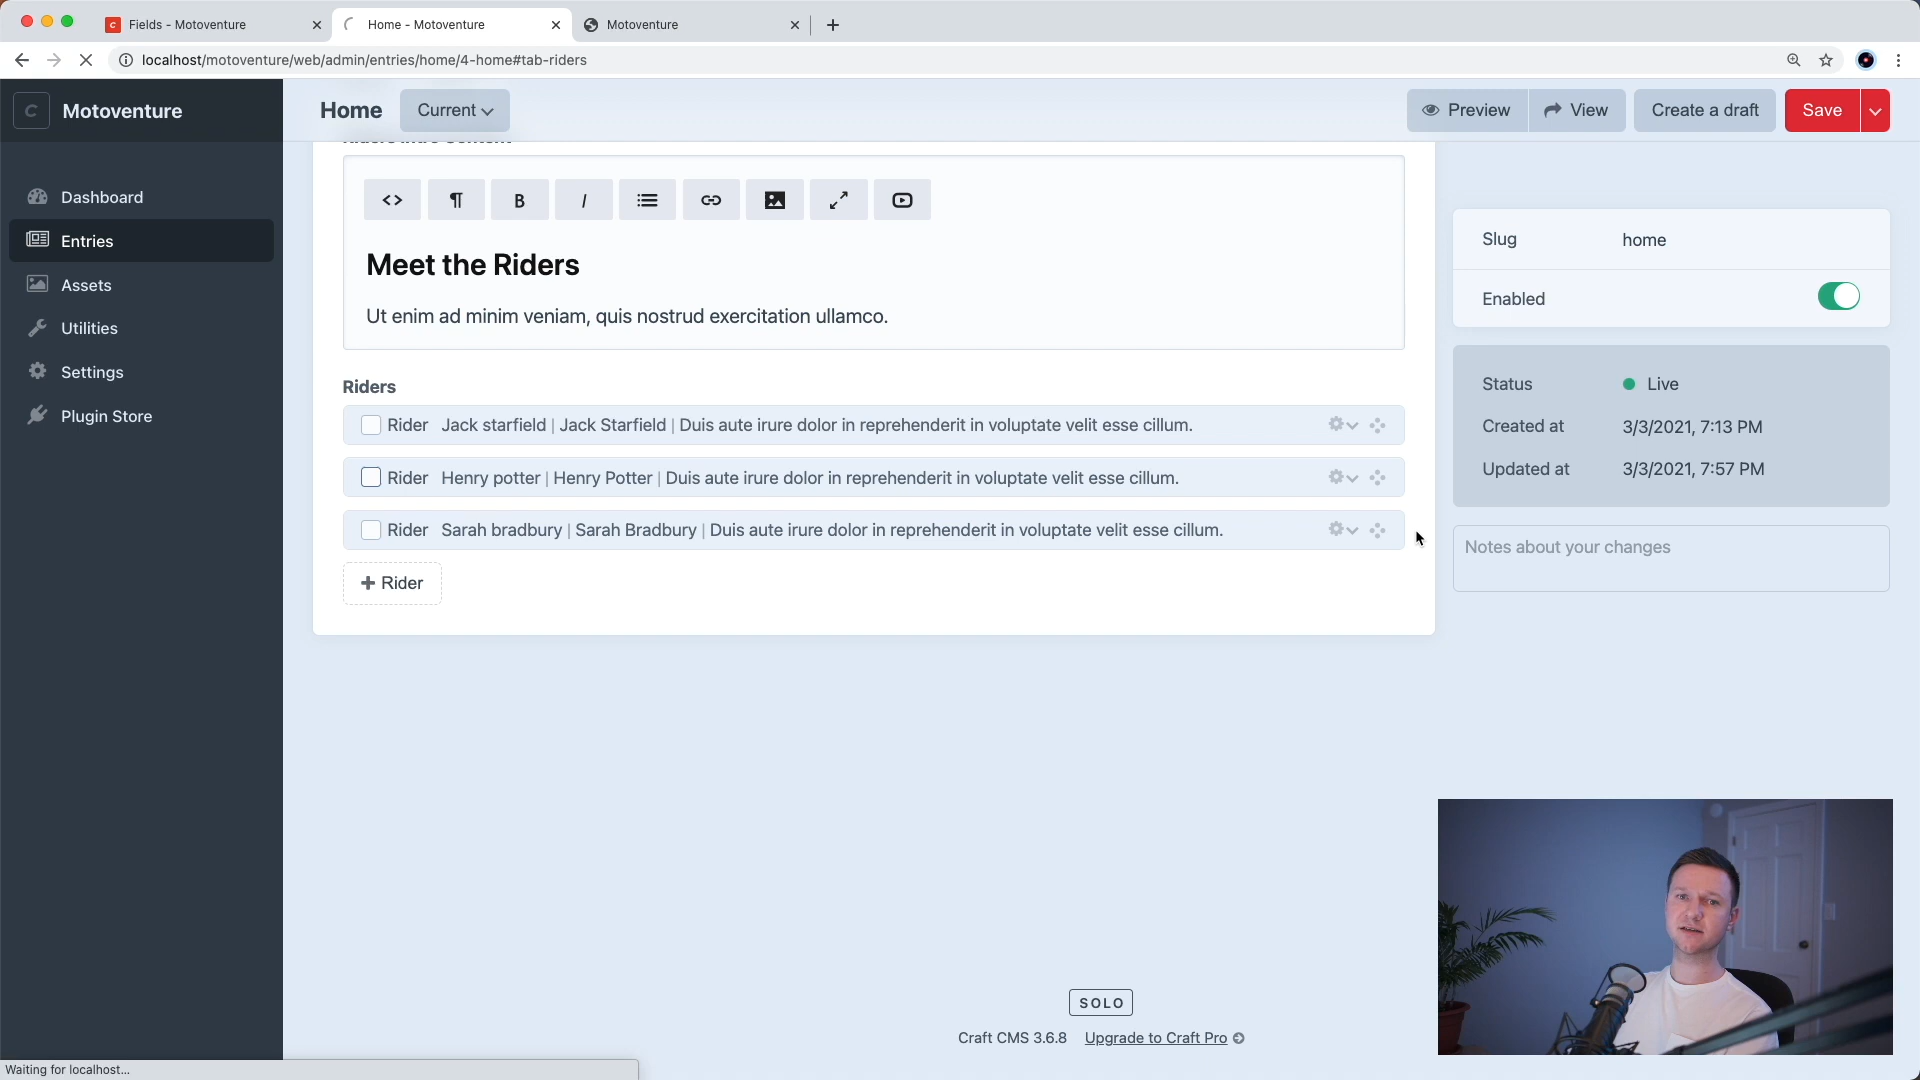 Fields - Motoventure
Home - Motoventure
Motoventure
localhost/motoventure/web/admin/entries/home/4-home#tab-riders
C Motoventure
Home
Current
Preview
View
Create a draft
Save
Dashboard
Entries
Assets
Utilities
Settings
Plugin Store
Riders Intro Content
B
I
Meet the Riders
Ut enim ad minim veniam, quis nostrud exercitation ullamco.
Riders
Rider Jack starfield | Jack Starfield | Duis aute irure dolor in reprehenderit in voluptate velit esse cillum.
Rider Henry potter | Henry Potter | Duis aute irure dolor in reprehenderit in voluptate velit esse cillum.
Rider Sarah bradbury | Sarah Bradbury | Duis aute irure dolor in reprehenderit in voluptate velit esse cillum.
+ Rider
Slug home
Enabled
Status Live
Created at 3/3/2021, 7:13 PM
Updated at 3/3/2021, 7:57 PM
Notes about your changes
SOLO
Craft CMS 3.6.8 Upgrade to Craft Pro
Waiting for localhost...